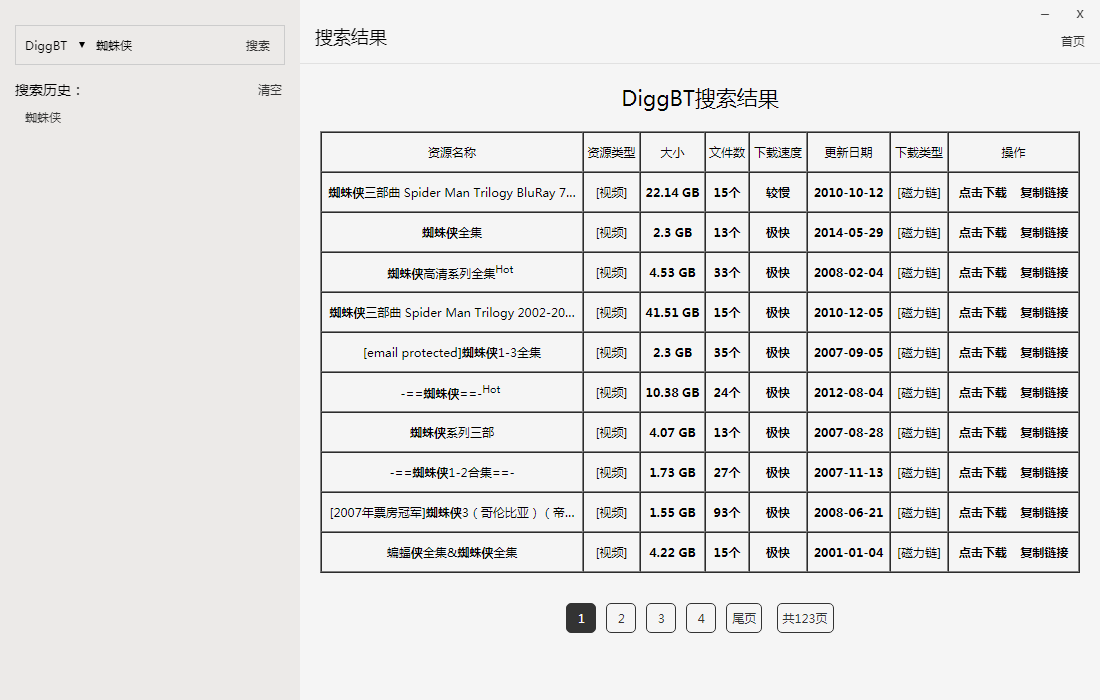 DiggBT ▼ 蜘蛛侠 搜索
搜索历史：
清空
蜘蛛侠
— X
搜索结果
首页
DiggBT搜索结果
资源名称 资源类型 大小 文件数 下载速度 更新日期 下载类型 操作
蜘蛛侠三部曲 Spider Man Trilogy BluRay 7... [视频] 22.14 GB 15个 较慢 2010-10-12 [磁力链] 点击下载 复制链接
蜘蛛侠全集 [视频] 2.3 GB 13个 极快 2014-05-29 [磁力链] 点击下载 复制链接
蜘蛛侠高清系列全集Hot [视频] 4.53 GB 33个 极快 2008-02-04 [磁力链] 点击下载 复制链接
蜘蛛侠三部曲 Spider Man Trilogy 2002-20... [视频] 41.51 GB 15个 极快 2010-12-05 [磁力链] 点击下载 复制链接
[email protected]蜘蛛侠1-3全集 [视频] 2.3 GB 35个 极快 2007-09-05 [磁力链] 点击下载 复制链接
-==蜘蛛侠==-Hot [视频] 10.38 GB 24个 极快 2012-08-04 [磁力链] 点击下载 复制链接
蜘蛛侠系列三部 [视频] 4.07 GB 13个 极快 2007-08-28 [磁力链] 点击下载 复制链接
-==蜘蛛侠1-2合集==- [视频] 1.73 GB 27个 极快 2007-11-13 [磁力链] 点击下载 复制链接
[2007年票房冠军]蜘蛛侠3（哥伦比亚）（帝... [视频] 1.55 GB 93个 极快 2008-06-21 [磁力链] 点击下载 复制链接
蝙蝠侠全集&蜘蛛侠全集 [视频] 4.22 GB 15个 极快 2001-01-04 [磁力链] 点击下载 复制链接
1 2 3 4 尾页 共123页